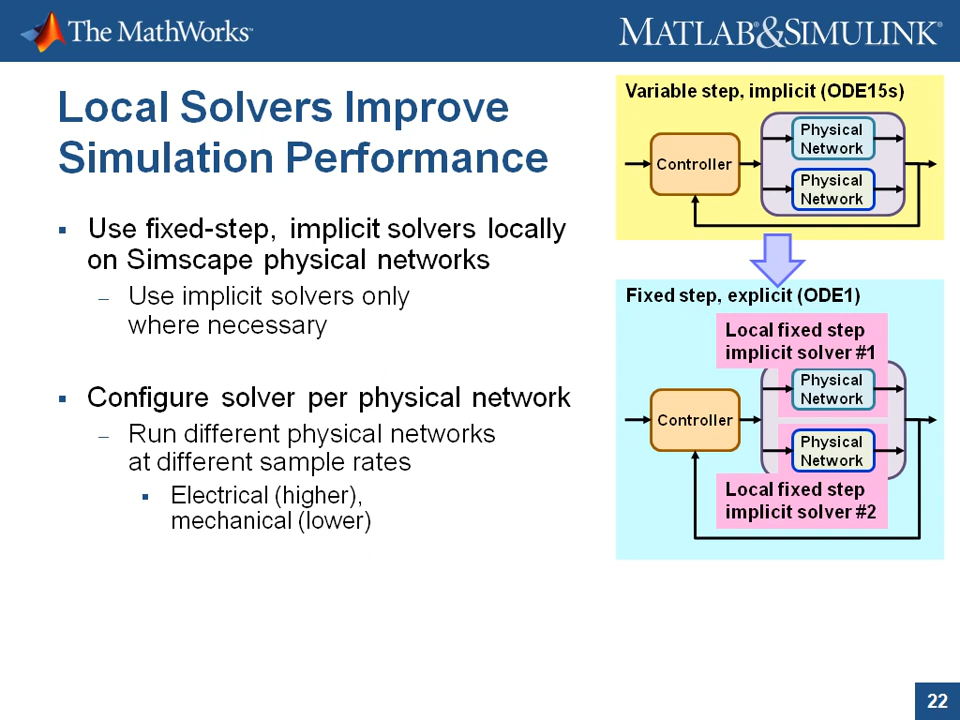 The MathWorks™
MATLAB®&SIMULINK®
Local Solvers Improve
Simulation Performance
Use fixed-step, implicit solvers locally
on Simscape physical networks
– Use implicit solvers only
where necessary
Configure solver per physical network
– Run different physical networks
at different sample rates
Electrical (higher),
mechanical (lower)
Variable step, implicit (ODE15s)
Controller
Physical
Network
Physical
Network
Fixed step, explicit (ODE1)
Local fixed step
implicit solver #1
Controller
Physical
Network
Physical
Network
Local fixed step
implicit solver #2
22